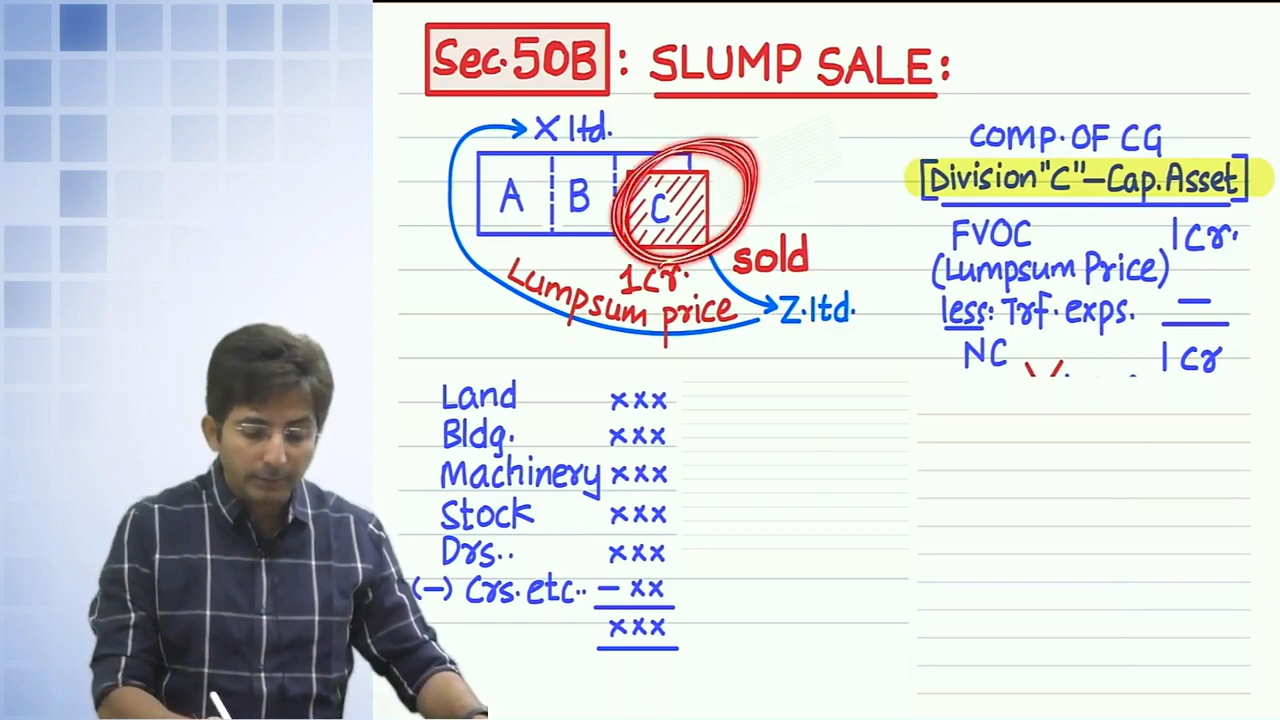 Sec.50B : SLUMP SALE:
X ltd.
A B C
1cr.
Lumpsum price
sold
Z.ltd.
Land xxx
Bldg. xxx
Machinery xxx
Stock xxx
Drs.. xxx
(-) Crs. etc.. - xx
xxx
COMP. OF CG
[Division "C" - Cap. Asset]
FVOC 1cr.
(Lumpsum Price)
less: Trf. exps. —
NC 1 cr